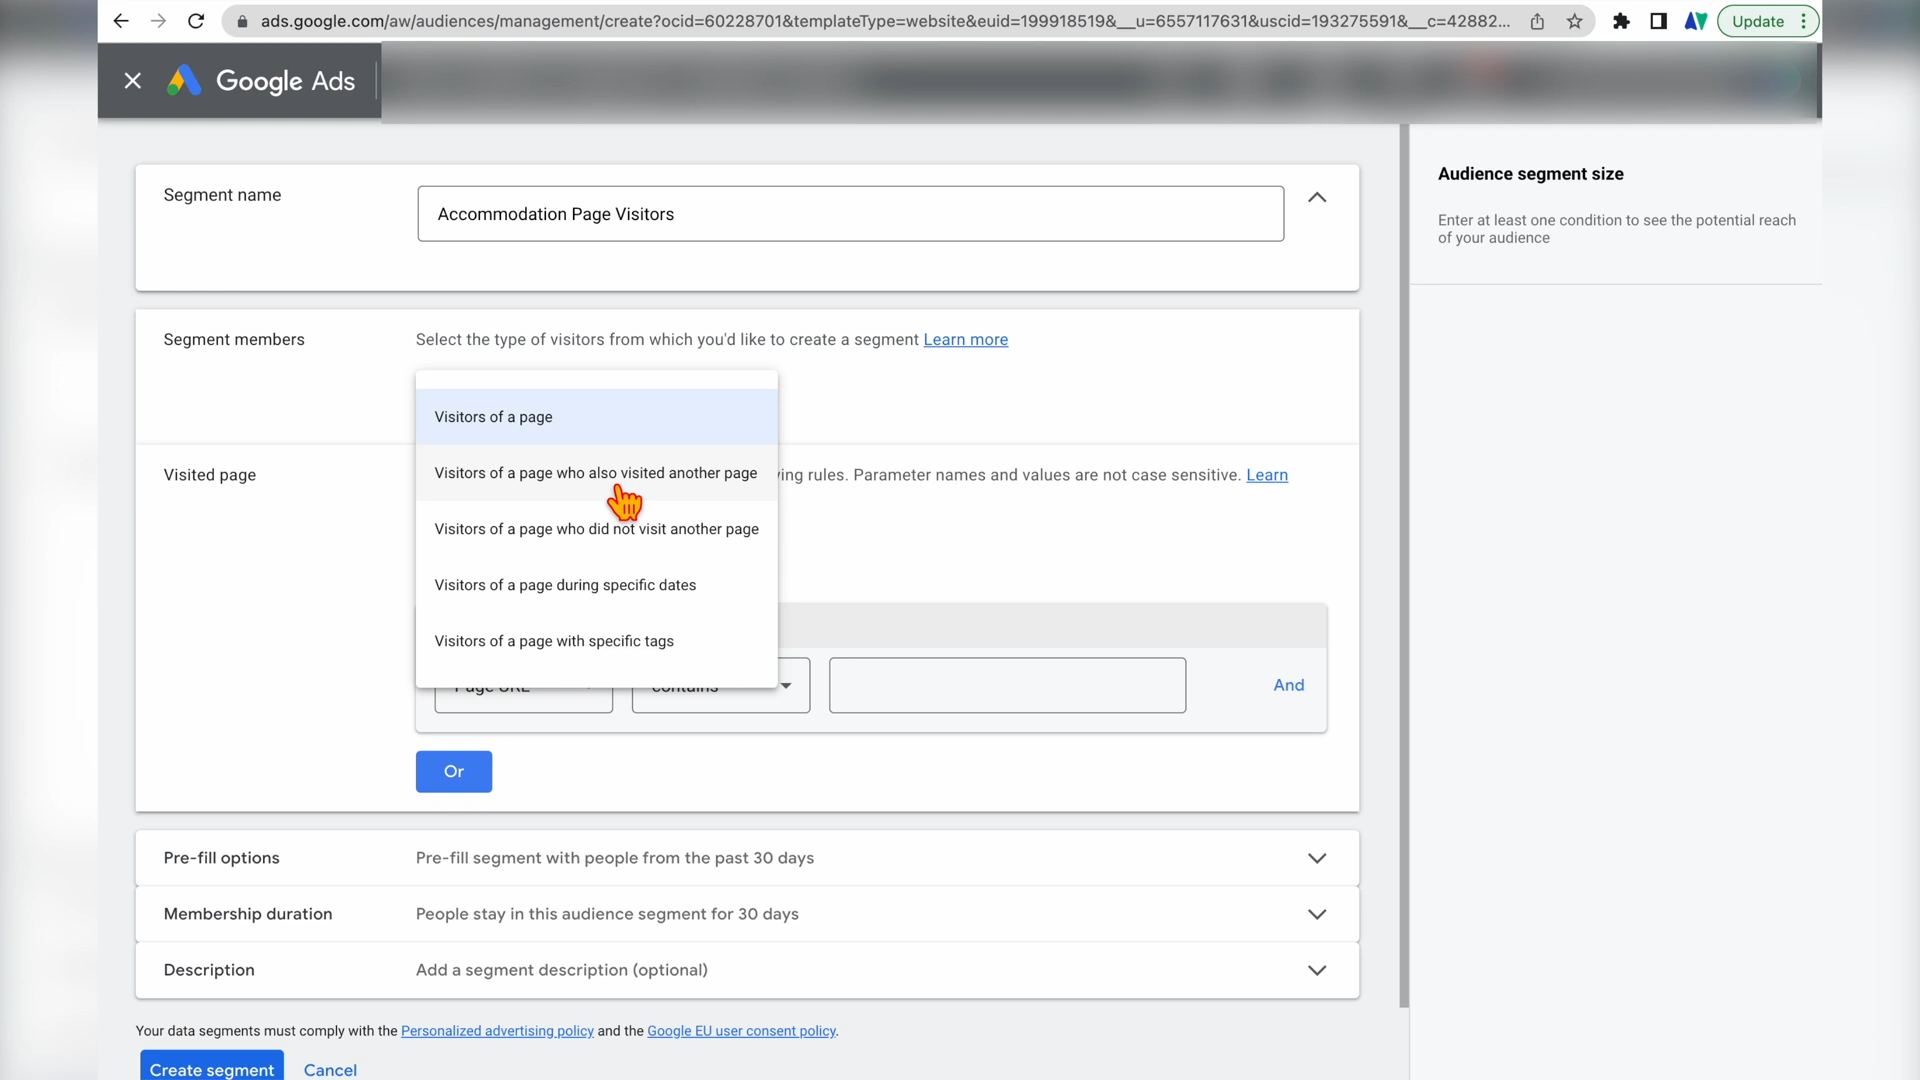 ads.google.com/aw/audiences/management/create?ocid=60228701&templateType=website&euid=199918519&__u=6557117631&uscid=193275591&__c=42882...
Update
Google Ads
Segment name
Accommodation Page Visitors
Audience segment size
Enter at least one condition to see the potential reach
of your audience
Segment members
Select the type of visitors from which you'd like to create a segment Learn more
Visitors of a page
Visitors of a page who also visited another page
Visited page
ing rules. Parameter names and values are not case sensitive. Learn
Visitors of a page who did not visit another page
Visitors of a page during specific dates
Visitors of a page with specific tags
Page URL
contains
And
Or
Pre-fill options
Pre-fill segment with people from the past 30 days
Membership duration
People stay in this audience segment for 30 days
Description
Add a segment description (optional)
Your data segments must comply with the Personalized advertising policy and the Google EU user consent policy.
Create segment
Cancel